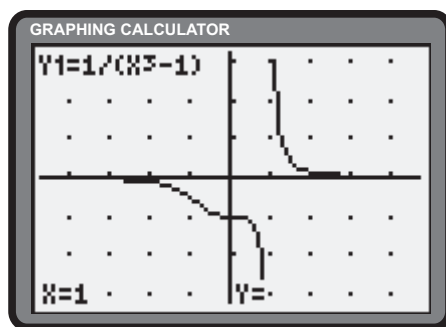 GRAPHING CALCULATOR
Y1=1/(X³-1)
X=1 Y=